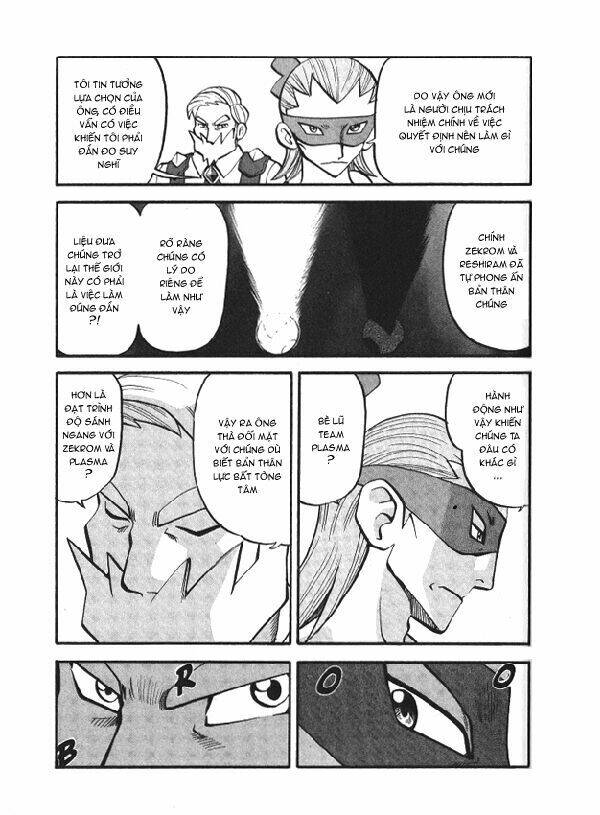 DO VẬY ÔNG MỚI
LÀ NGƯỜI CHỊU TRÁCH
NHIỆM CHÍNH VỀ VIỆC
QUYẾT ĐỊNH NÊN LÀM GÌ
VỚI CHÚNG
TÔI TIN TƯỞNG
LỰA CHỌN CỦA
ÔNG, CÓ ĐIỀU
VẪN CÓ VIỆC
KHIẾN TÔI PHẢI
ĐẮN ĐO SUY
NGHĨ
CHÍNH
ZEKROM VÀ
RESHIRAM ĐÃ
TỰ PHONG ẤN
BẢN THÂN
CHÚNG
RÕ RÀNG
CHÚNG CÓ
LÝ DO
RIÊNG ĐỂ
LÀM NHƯ
VẬY
LIỆU ĐƯA
CHÚNG TRỞ
LẠI THẾ GIỚI
NÀY CÓ PHẢI
LÀ VIỆC LÀM
ĐÚNG ĐẮN
?!
HÀNH
ĐỘNG NHƯ
VẬY KHIẾN
CHÚNG TA
ĐÂU CÓ
KHÁC GÌ
...
BÈ LŨ
TEAM
PLASMA
?
VẬY RA ÔNG
THÀ ĐỐI MẶT
VỚI CHÚNG DÙ
BIẾT BẢN THÂN
LỰC BẤT TÒNG
TÂM
HƠN LÀ
ĐẠT TRÌNH
ĐỘ SÁNH
NGANG VỚI
ZEKROM VÀ
PLASMA
?
O O
R
B